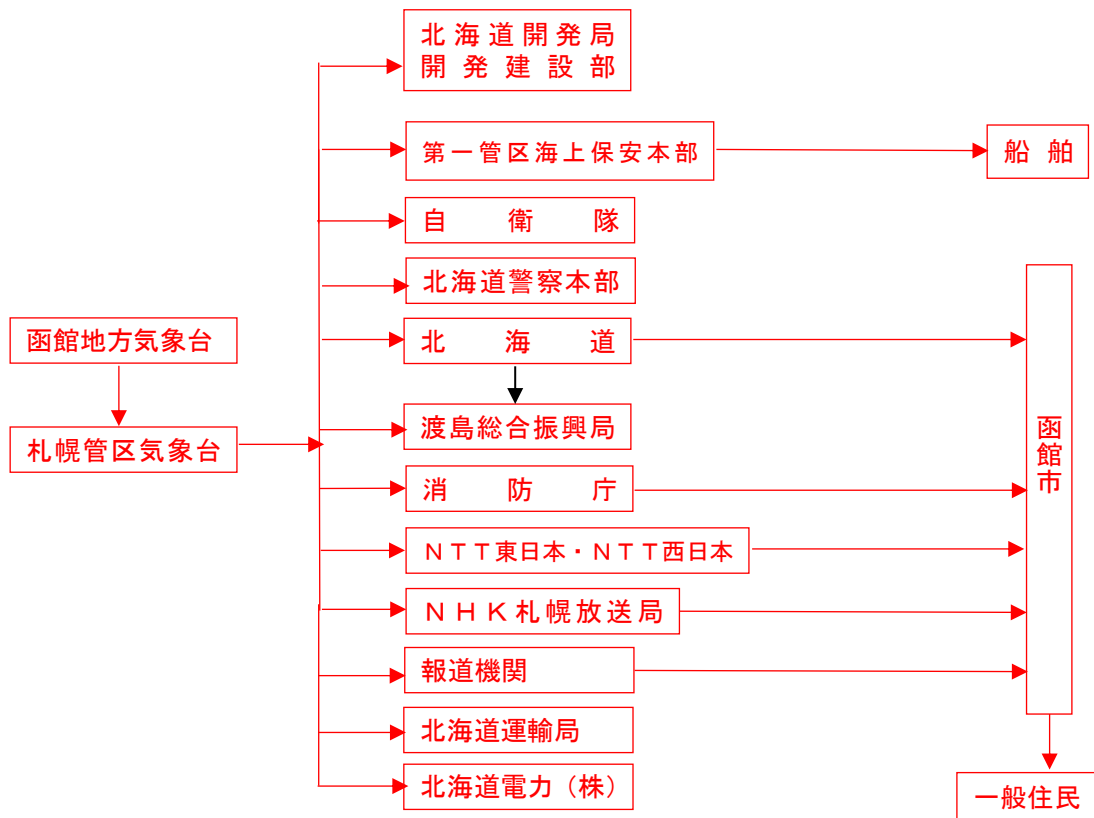 函館地方気象台
札幌管区気象台
北海道開発局
開発建設部
第一管区海上保安本部
自衛隊
北海道警察本部
北海道
渡島総合振興局
消防庁
ＮＴＴ東日本・ＮＴＴ西日本
ＮＨＫ札幌放送局
報道機関
北海道運輸局
北海道電力（株）
船舶
函館市
一般住民